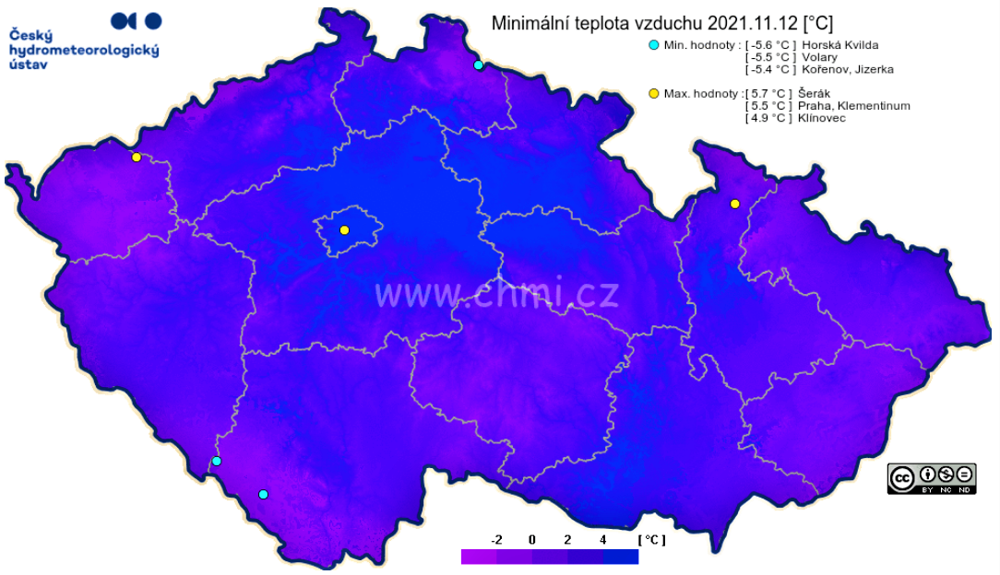 Český
hydrometeorologický
ústav
Minimální teplota vzduchu 2021.11.12 [°C]
Min. hodnoty : [ -5.6 °C ] Horská Kvilda
[ -5.5 °C ] Volary
[ -5.4 °C ] Kořenov, Jizerka
Max. hodnoty :[ 5.7 °C ] Šerák
[ 5.5 °C ] Praha, Klementinum
[ 4.9 °C ] Klínovec
www.chmi.cz
cc
BY NC ND
-2 0 2 4 [°C]